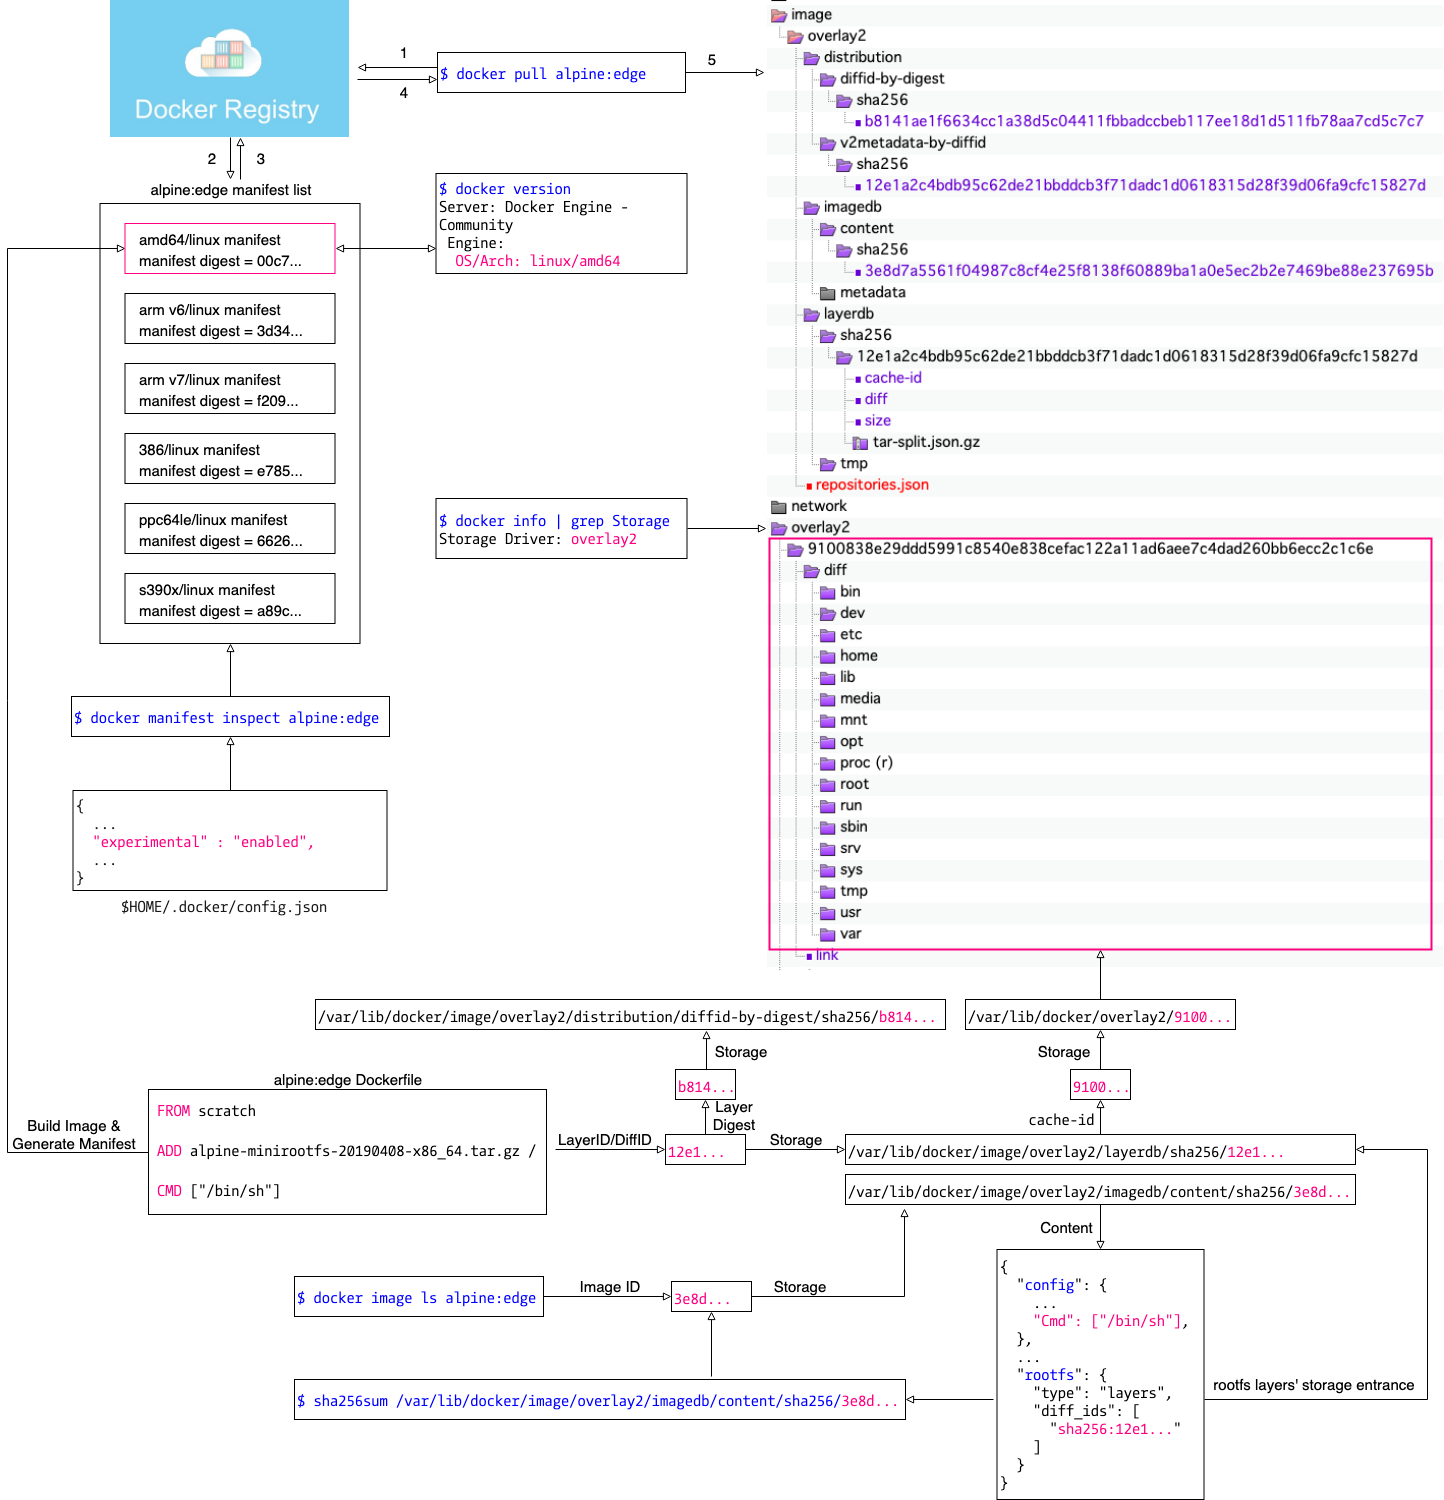 Docker Registry
1
4
$ docker pull alpine:edge
5
2
3
alpine:edge manifest list
amd64/linux manifest
manifest digest = 00c7...
arm v6/linux manifest
manifest digest = 3d34...
arm v7/linux manifest
manifest digest = f209...
386/linux manifest
manifest digest = e785...
ppc64le/linux manifest
manifest digest = 6626...
s390x/linux manifest
manifest digest = a89c...
$ docker version
Server: Docker Engine -
Community
Engine:
OS/Arch: linux/amd64
$ docker info | grep Storage
Storage Driver: overlay2
$ docker manifest inspect alpine:edge
{
...
"experimental" : "enabled",
...
}
$HOME/.docker/config.json
image
overlay2
distribution
diffid-by-digest
sha256
b8141ae1f6634cc1a38d5c04411fbbadccbeb117ee18d1d511fb78aa7cd5c7c7
v2metadata-by-diffid
sha256
12e1a2c4bdb95c62de21bbddcb3f71dadc1d0618315d28f39d06fa9cfc15827d
imagedb
content
sha256
3e8d7a5561f04987c8cf4e25f8138f60889ba1a0e5ec2b2e7469be88e237695b
metadata
layerdb
sha256
12e1a2c4bdb95c62de21bbddcb3f71dadc1d0618315d28f39d06fa9cfc15827d
cache-id
diff
size
tar-split.json.gz
tmp
repositories.json
network
overlay2
9100838e29ddd5991c8540e838cefac122a11ad6aee7c4dad260bb6ecc2c1c6e
diff
bin
dev
etc
home
lib
media
mnt
opt
proc (r)
root
run
sbin
srv
sys
tmp
usr
var
link
/var/lib/docker/image/overlay2/distribution/diffid-by-digest/sha256/b814...
/var/lib/docker/overlay2/9100...
Storage
Storage
b814...
9100...
Layer
Digest
cache-id
alpine:edge Dockerfile
FROM scratch
ADD alpine-minirootfs-20190408-x86_64.tar.gz /
CMD ["/bin/sh"]
Build Image &
Generate Manifest
LayerID/DiffID
12e1...
Storage
/var/lib/docker/image/overlay2/layerdb/sha256/12e1...
/var/lib/docker/image/overlay2/imagedb/content/sha256/3e8d...
Content
$ docker image ls alpine:edge
Image ID
3e8d...
Storage
$ sha256sum /var/lib/docker/image/overlay2/imagedb/content/sha256/3e8d...
{
"config": {
...
"Cmd": ["/bin/sh"],
},
...
"rootfs": {
"type": "layers",
"diff_ids": [
"sha256:12e1..."
]
}
}
rootfs layers' storage entrance